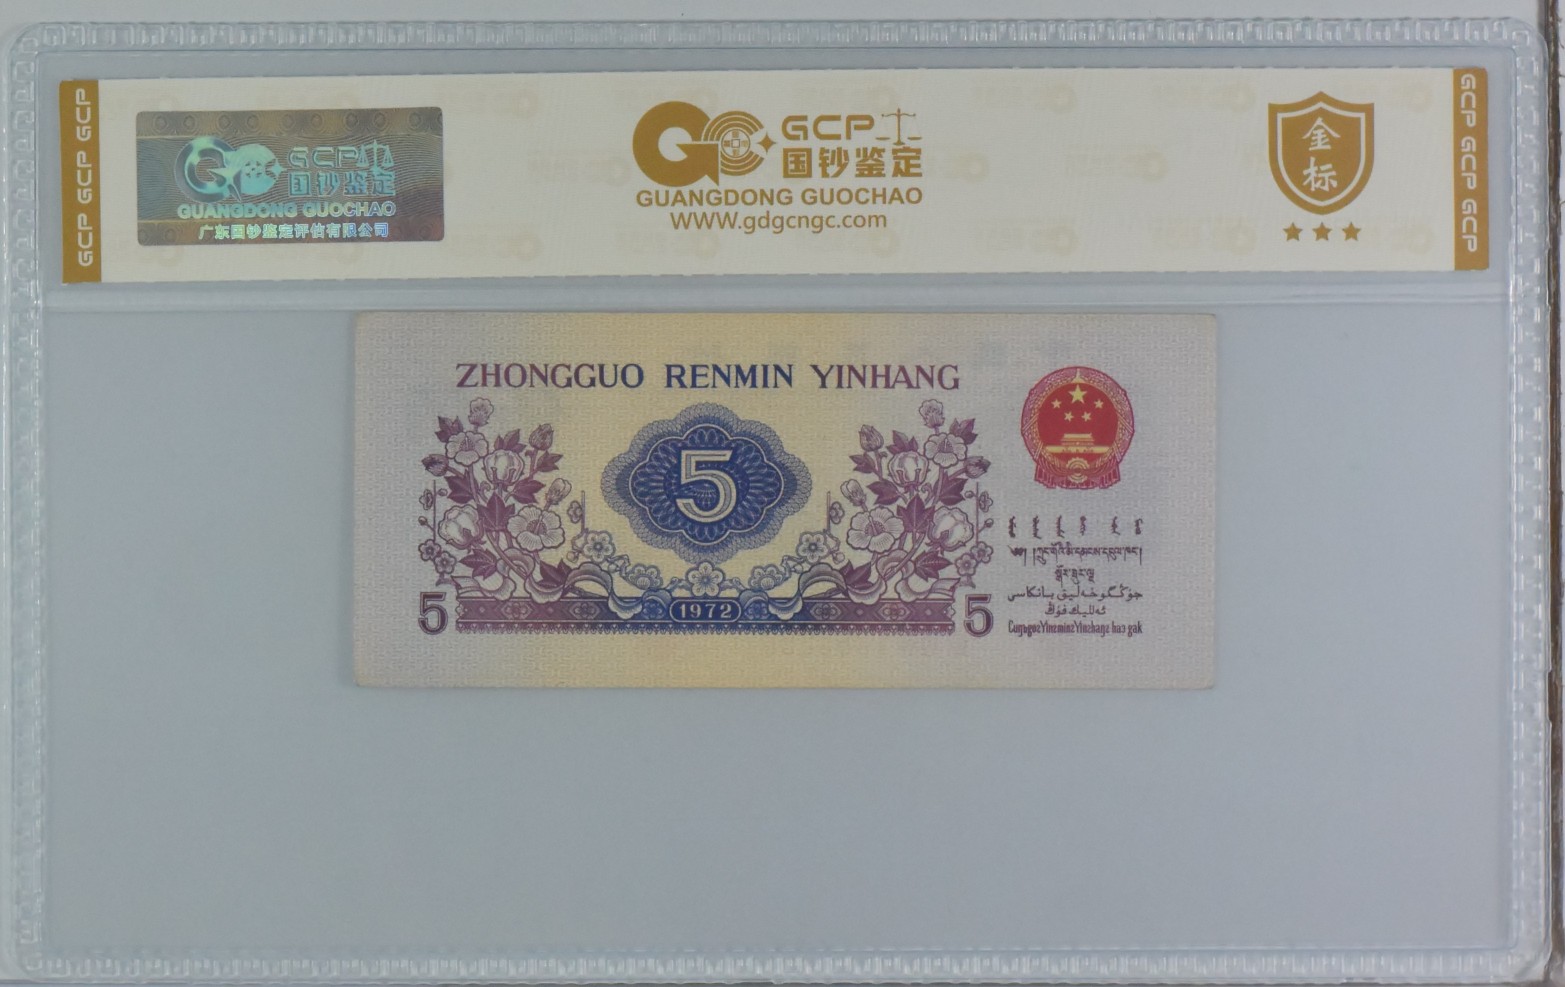 GCP GCP GCP
GCP 国钞鉴定
GUANGDONG GUOCHAO
广东国钞鉴定评估有限公司
GCP
国钞鉴定
GUANGDONG GUOCHAO
WWW.gdgcngc.com
金标
GCP GCP GCP
ZHONGGUO RENMIN YINHANG
5
5 1972 5
جۇڭگوخەلىق بانكاسى